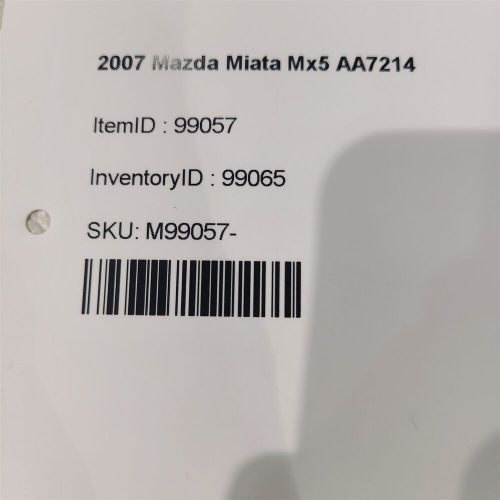 2007 Mazda Miata Mx5 AA7214
ItemID : 99057
InventoryID : 99065
SKU: M99057-